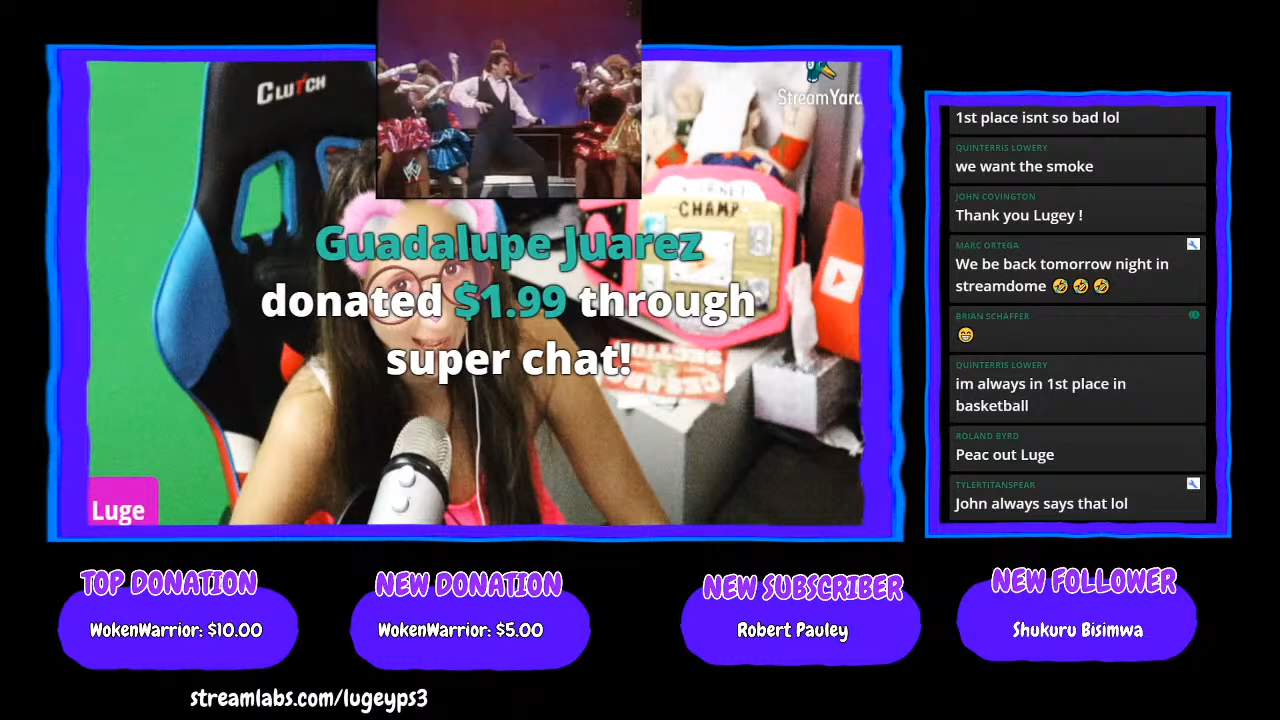 CLUTCH
StreamYard
CHAMP
Guadalupe Juarez
donated $1.99 through
super chat!
Luge
1st place isnt so bad lol
QUINTERRIS LOWERY
we want the smoke
JOHN COVINGTON
Thank you Lugey !
MARC ORTEGA
We be back tomorrow night in
streamdome 🤣 🤣 🤣
BRIAN SCHAFFER
😁
QUINTERRIS LOWERY
im always in 1st place in
basketball
ROLAND BYRD
Peac out Luge
TYLERTITANSPEAR
John always says that lol
TOP DONATION
WokenWarrior: $10.00
NEW DONATION
WokenWarrior: $5.00
NEW SUBSCRIBER
Robert Pauley
NEW FOLLOWER
Shukuru Bisimwa
streamlabs.com/lugeyps3